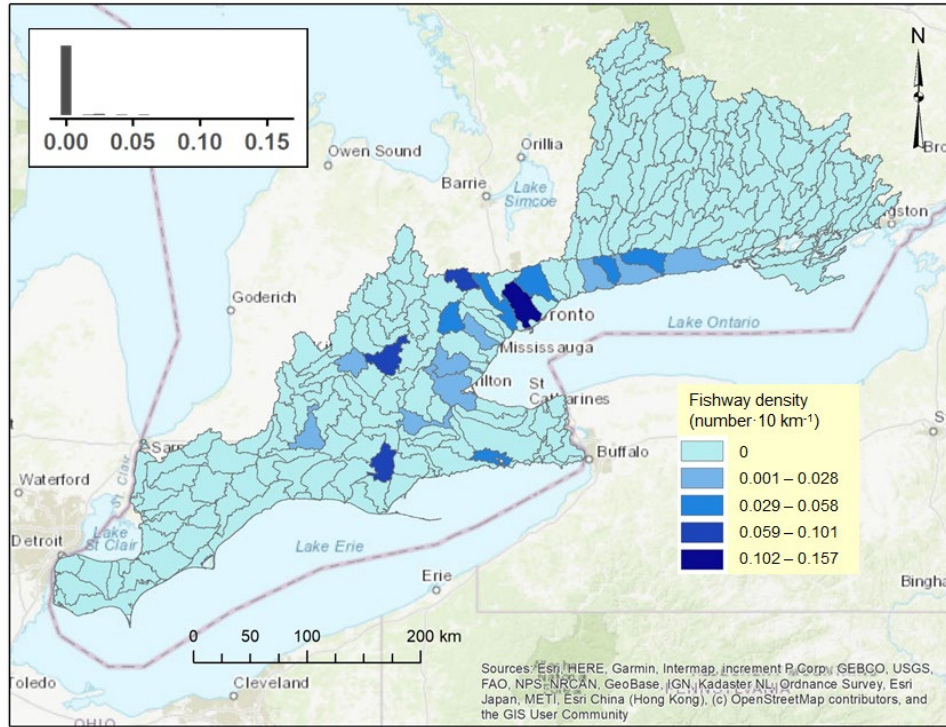 0.00 0.05 0.10 0.15
N
Owen Sound
Orillia
Barrie
Lake
Simcoe
Goderich
Toronto
Lake Ontario
Mississauga
St
Catharines
Buffalo
Waterford
St. Clair
Lake
St Clair
Detroit
Lake Erie
Erie
Cleveland
Toledo
OHIO
Fishway density
(number·10 km-1)
0
0.001 – 0.028
0.029 – 0.058
0.059 – 0.101
0.102 – 0.157
0 50 100 200 km
Sources: Esri, HERE, Garmin, Intermap, increment P Corp., GEBCO, USGS,
FAO, NPS, NRCAN, GeoBase, IGN, Kadaster NL, Ordnance Survey, Esri
Japan, METI, Esri China (Hong Kong), (c) OpenStreetMap contributors, and
the GIS User Community